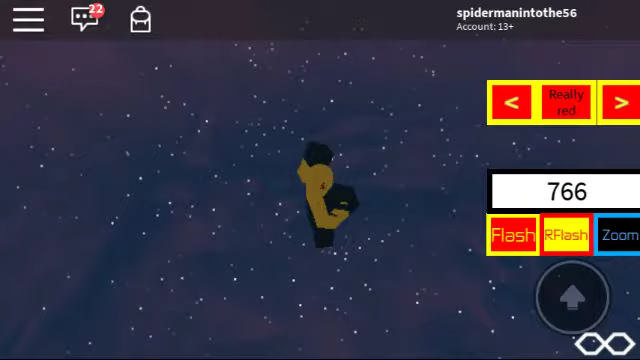 22
spidermanintothe56
Account: 13+
< Really red >
766
Flash RFlash Zoom